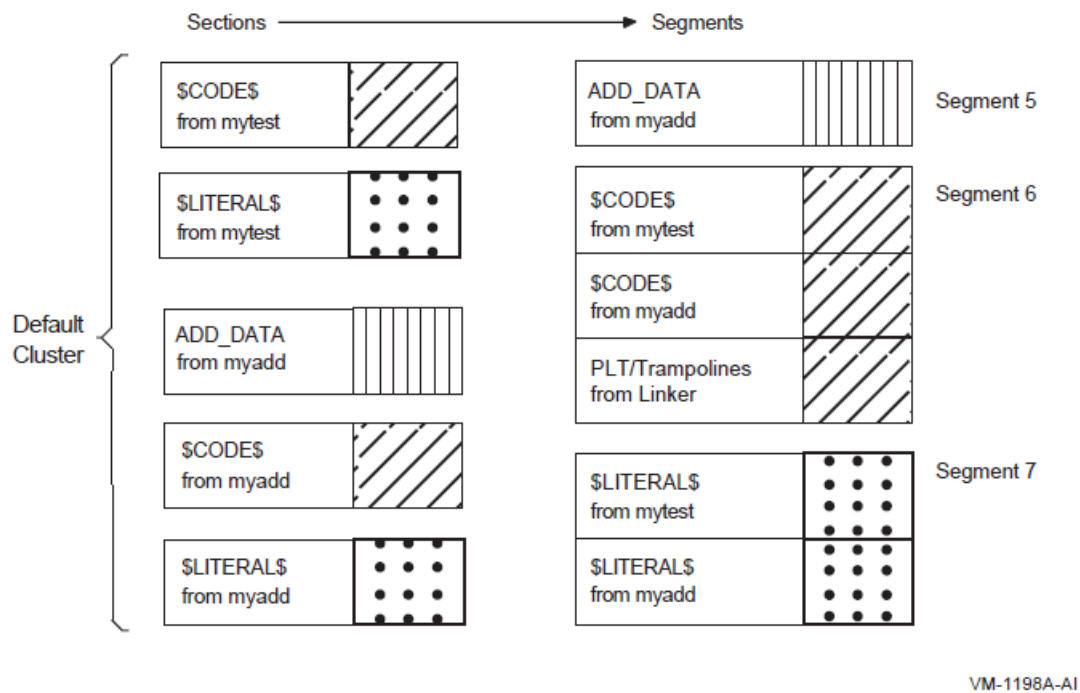 Sections
Segments
Default
Cluster
$CODE$
from mytest
$LITERAL$
from mytest
ADD_DATA
from myadd
$CODE$
from myadd
$LITERAL$
from myadd
ADD_DATA
from myadd
Segment 5
$CODE$
from mytest
Segment 6
$CODE$
from myadd
PLT/Trampolines
from Linker
$LITERAL$
from mytest
Segment 7
$LITERAL$
from myadd
VM-1198A-AI